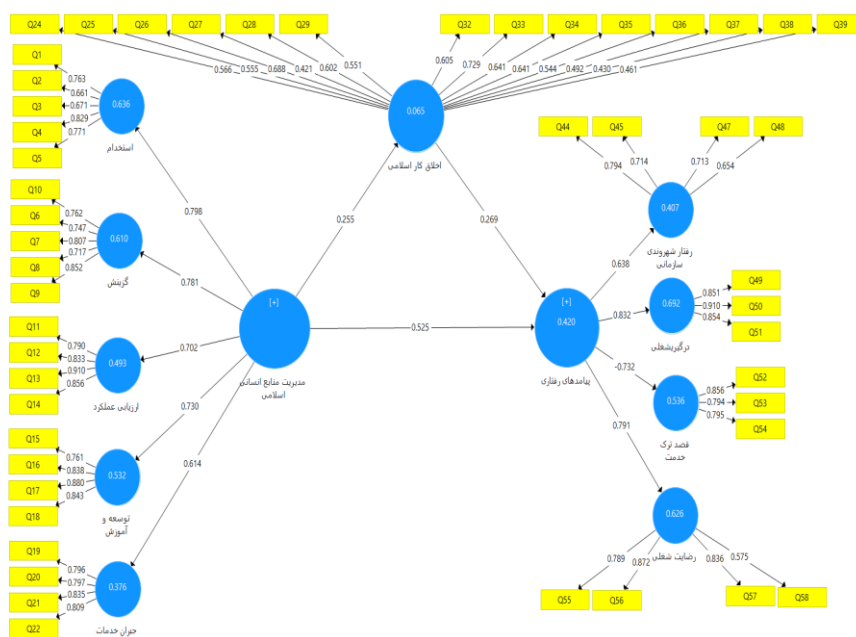 Q24 Q25 Q26 Q27 Q28 Q29
Q32 Q33 Q34 Q35 Q36 Q37 Q38 Q39
0.566 0.555 0.688 0.421 0.602 0.551
0.605 0.729 0.641 0.641 0.544 0.492 0.430 0.461
0.065
اخلاق کار اسلامی
Q1
Q2
Q3
Q4
Q5
0.763
0.661
0.671
0.829
0.771
0.636
استخدام
Q10
Q6
Q7
Q8
Q9
0.762
0.747
0.807
0.717
0.852
0.610
گزینش
Q11
Q12
Q13
Q14
0.790
0.833
0.910
0.856
0.493
ارزیابی عملکرد
Q15
Q16
Q17
Q18
0.761
0.838
0.880
0.843
0.532
توسعه و
آموزش
Q19
Q20
Q21
Q22
0.796
0.797
0.835
0.809
0.376
جبران خدمات
0.798
0.781
0.702
0.730
0.614
[+]
مدیریت منابع انسانی
اسلامی
0.255
0.269
0.525
[+]
0.420
پیامدهای رفتاری
0.638
0.832
-0.732
0.791
Q44 Q45 Q47 Q48
0.794 0.714 0.713 0.654
0.407
رفتار شهروندی
سازمانی
0.692
درگیریشغلی
0.851
0.910
0.854
Q49
Q50
Q51
0.536
قصد ترک
خدمت
0.856
0.794
0.795
Q52
Q53
Q54
0.626
رضایت شغلی
0.789 0.872 0.836 0.575
Q55 Q56 Q57 Q58